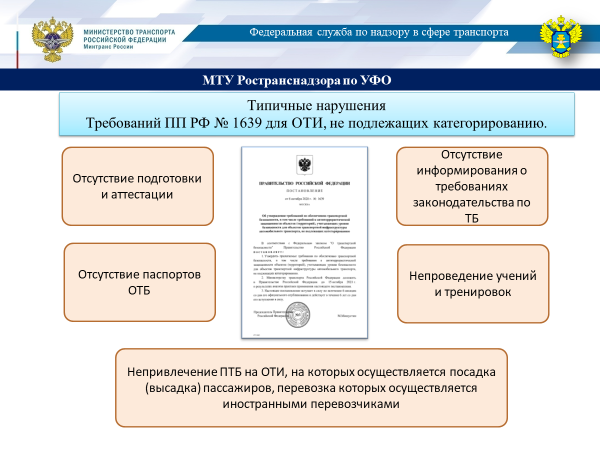 МИНИСТЕРСТВО ТРАНСПОРТА
РОССИЙСКОЙ ФЕДЕРАЦИИ
Минтранс России
Федеральная служба по надзору в сфере транспорта
МТУ Ространснадзора по УФО
Типичные нарушения
Требований ПП РФ № 1639 для ОТИ, не подлежащих категорированию.
Отсутствие подготовки
и аттестации
ПРАВИТЕЛЬСТВО РОССИЙСКОЙ ФЕДЕРАЦИИ
ПОСТАНОВЛЕНИЕ
Отсутствие
информирования о
требованиях
законодательства по
ТБ
Отсутствие паспортов
ОТБ
Непроведение учений
и тренировок
Непривлечение ПТБ на ОТИ, на которых осуществляется посадка
(высадка) пассажиров, перевозка которых осуществляется
иностранными перевозчиками